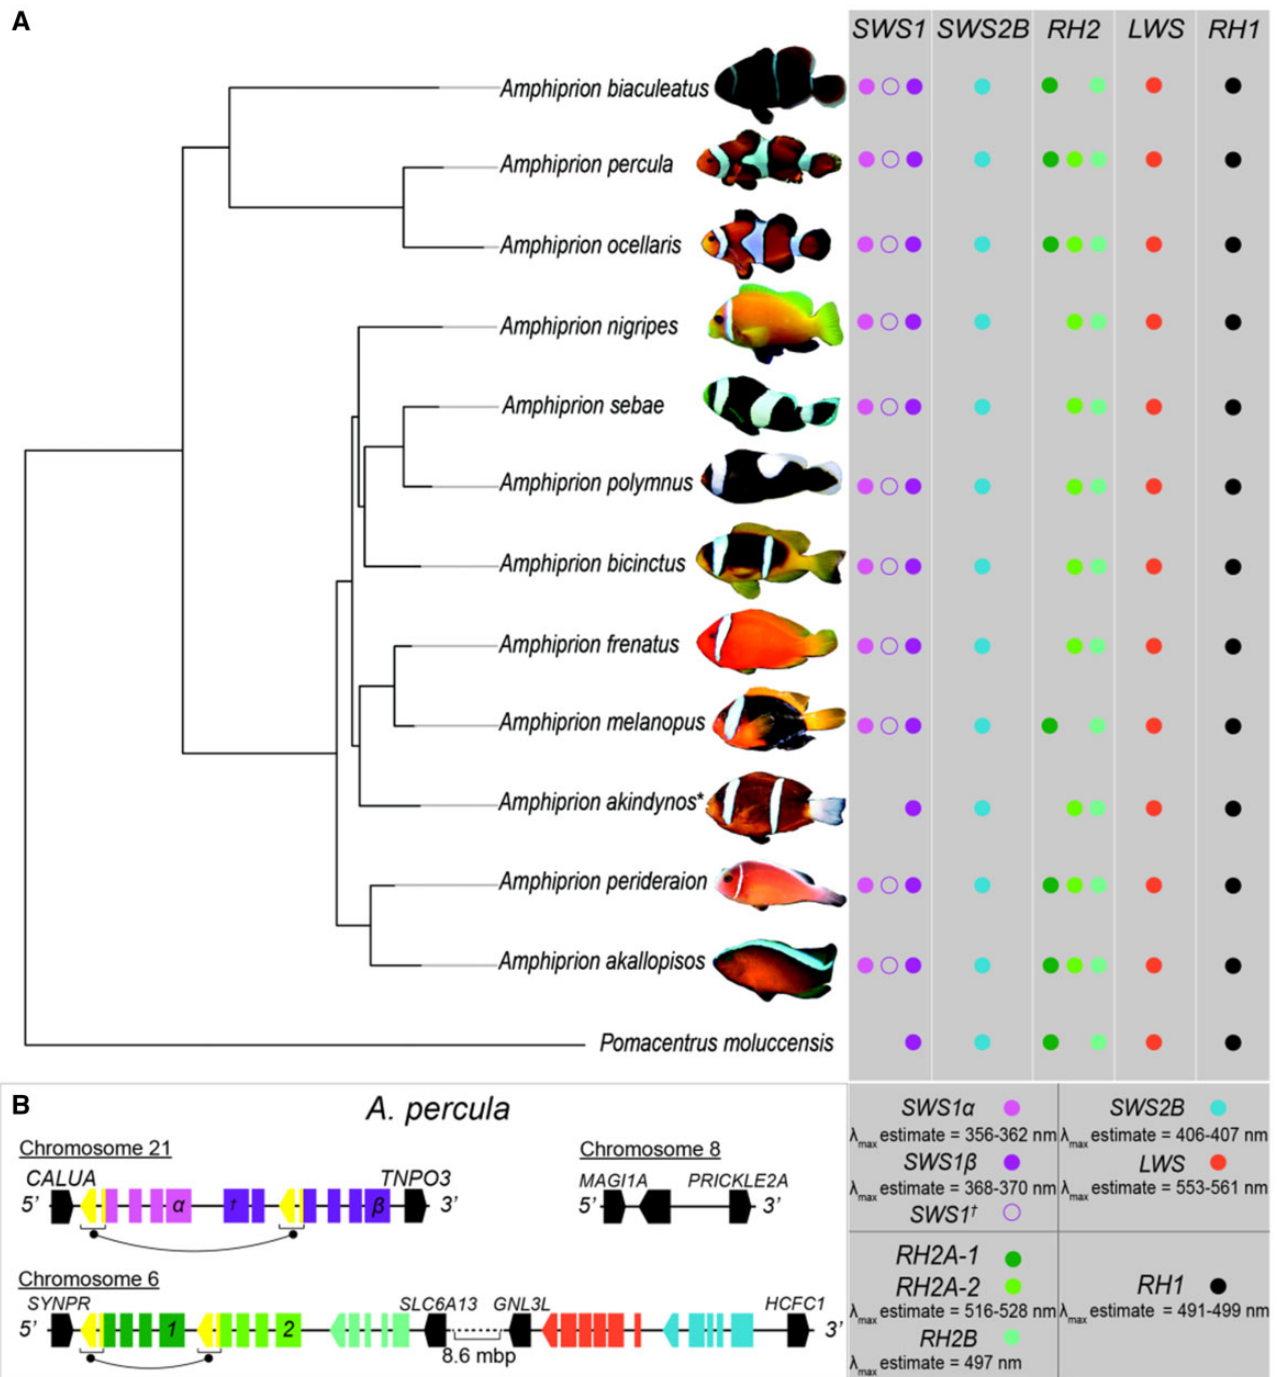 A
SWS1 SWS2B RH2 LWS RH1
Amphiprion biaculeatus
Amphiprion percula
Amphiprion ocellaris
Amphiprion nigripes
Amphiprion sebae
Amphiprion polymnus
Amphiprion bicinctus
Amphiprion frenatus
Amphiprion melanopus
Amphiprion akindynos*
Amphiprion perideraion
Amphiprion akallopisos
Pomacentrus moluccensis
B
A. percula
Chromosome 21
CALUA TNPO3
5’ α † β 3’
Chromosome 8
MAGI1A PRICKLE2A
5’ 3’
Chromosome 6
SYNPR SLC6A13 GNL3L HCFC1
5’ 1 2 3’
8.6 mbp
SWS1α
λmax estimate = 356-362 nm
SWS1β
λmax estimate = 368-370 nm
SWS1†
SWS2B
λmax estimate = 406-407 nm
LWS
λmax estimate = 553-561 nm
RH2A-1
RH2A-2
λmax estimate = 516-528 nm
RH2B
λmax estimate = 497 nm
RH1
λmax estimate = 491-499 nm